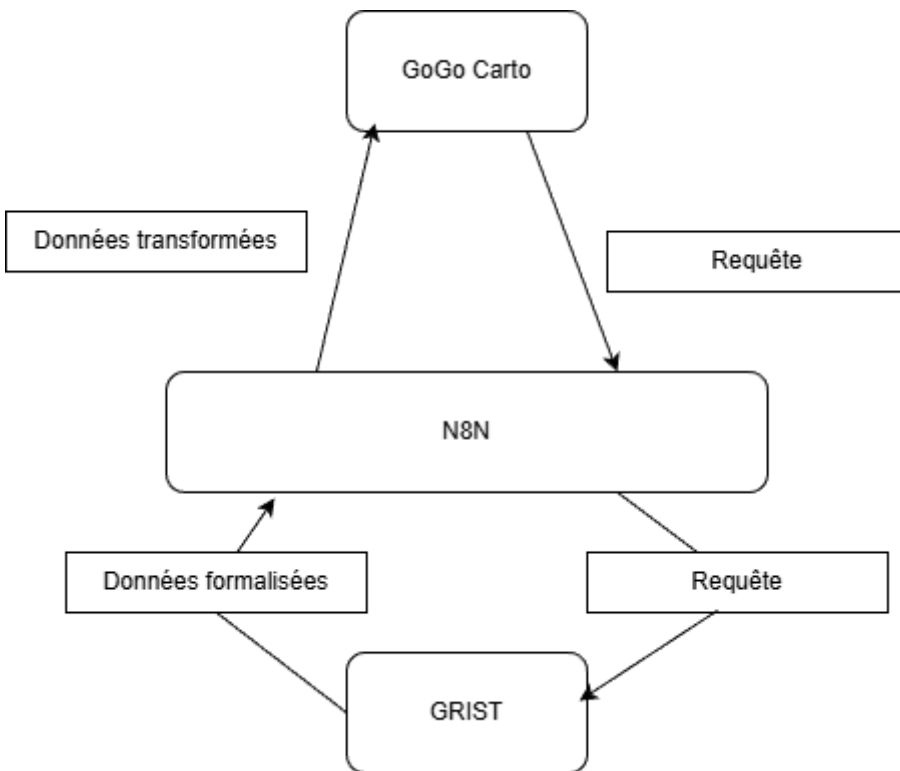 GoGo Carto
Données transformées
Requête
N8N
Données formalisées
Requête
GRIST